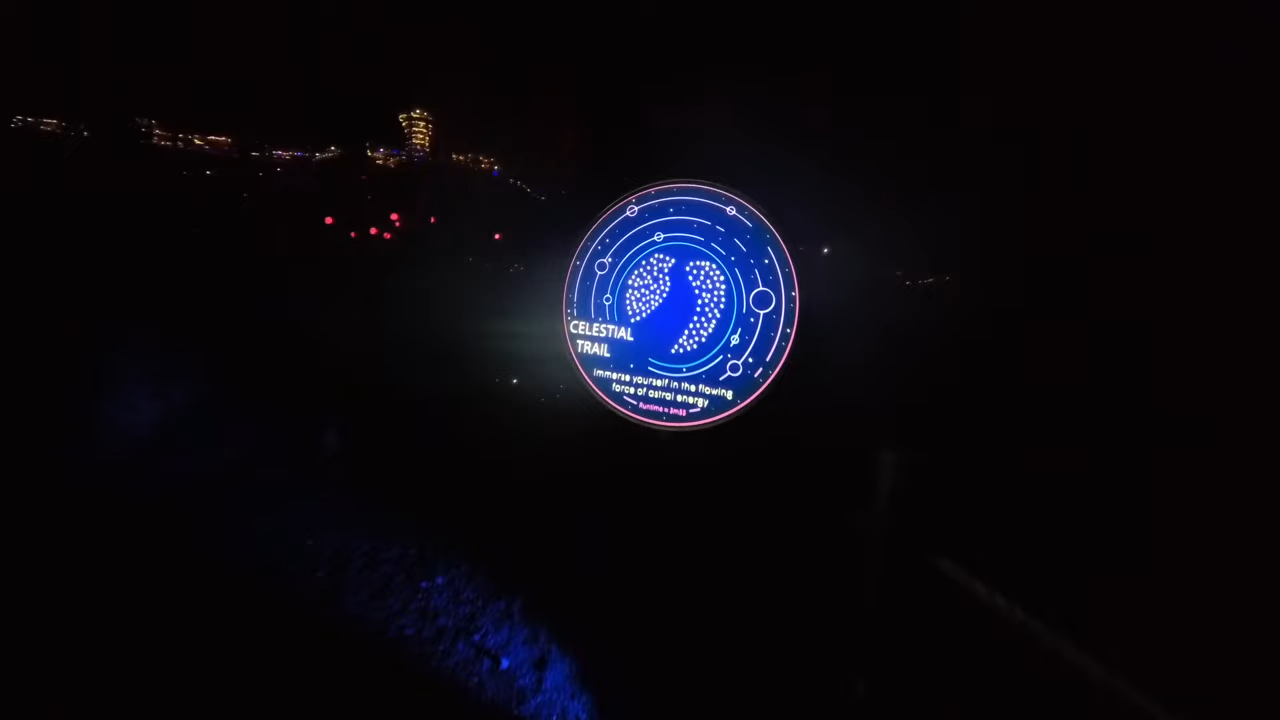 CELESTIAL
TRAIL
Immerse yourself in the flowing
force of astral energy